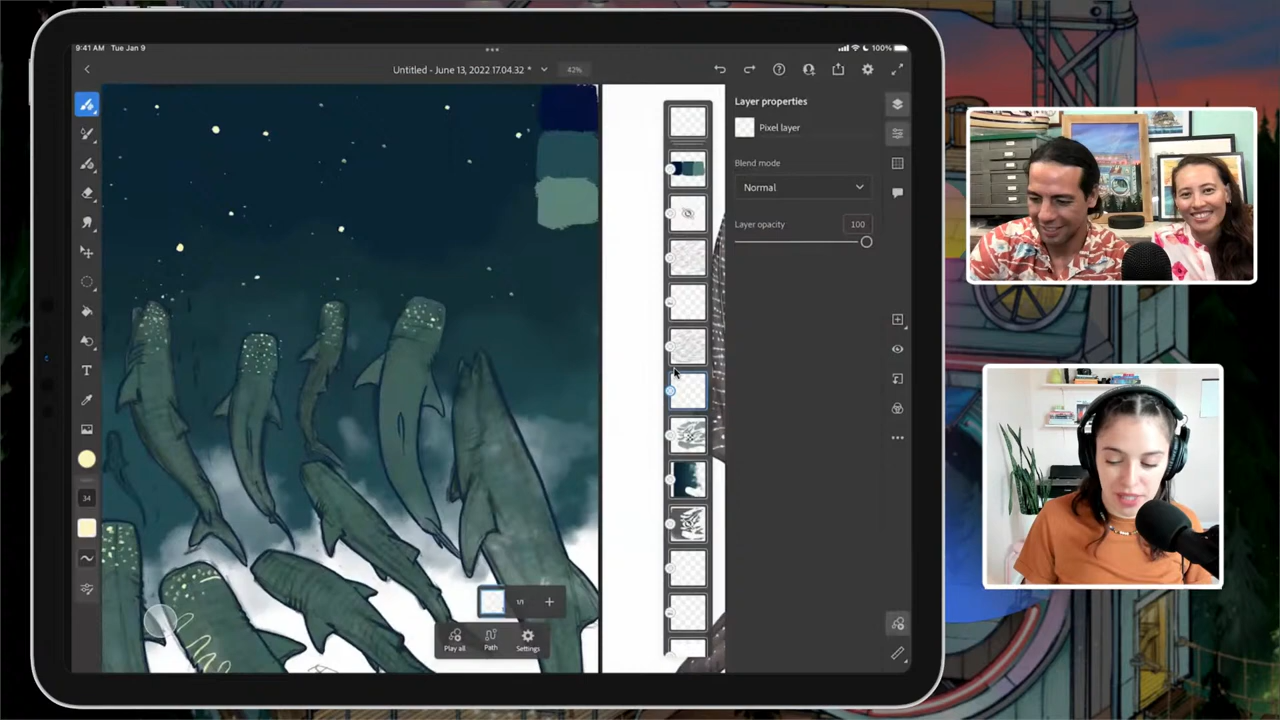 9:41 AM Tue Jan 9
100%
Untitled - June 13, 2022 17.04.32 *
42%
Layer properties
Pixel layer
Blend mode
Normal
Layer opacity
100
T
34
1/1
Play all
Path
Settings